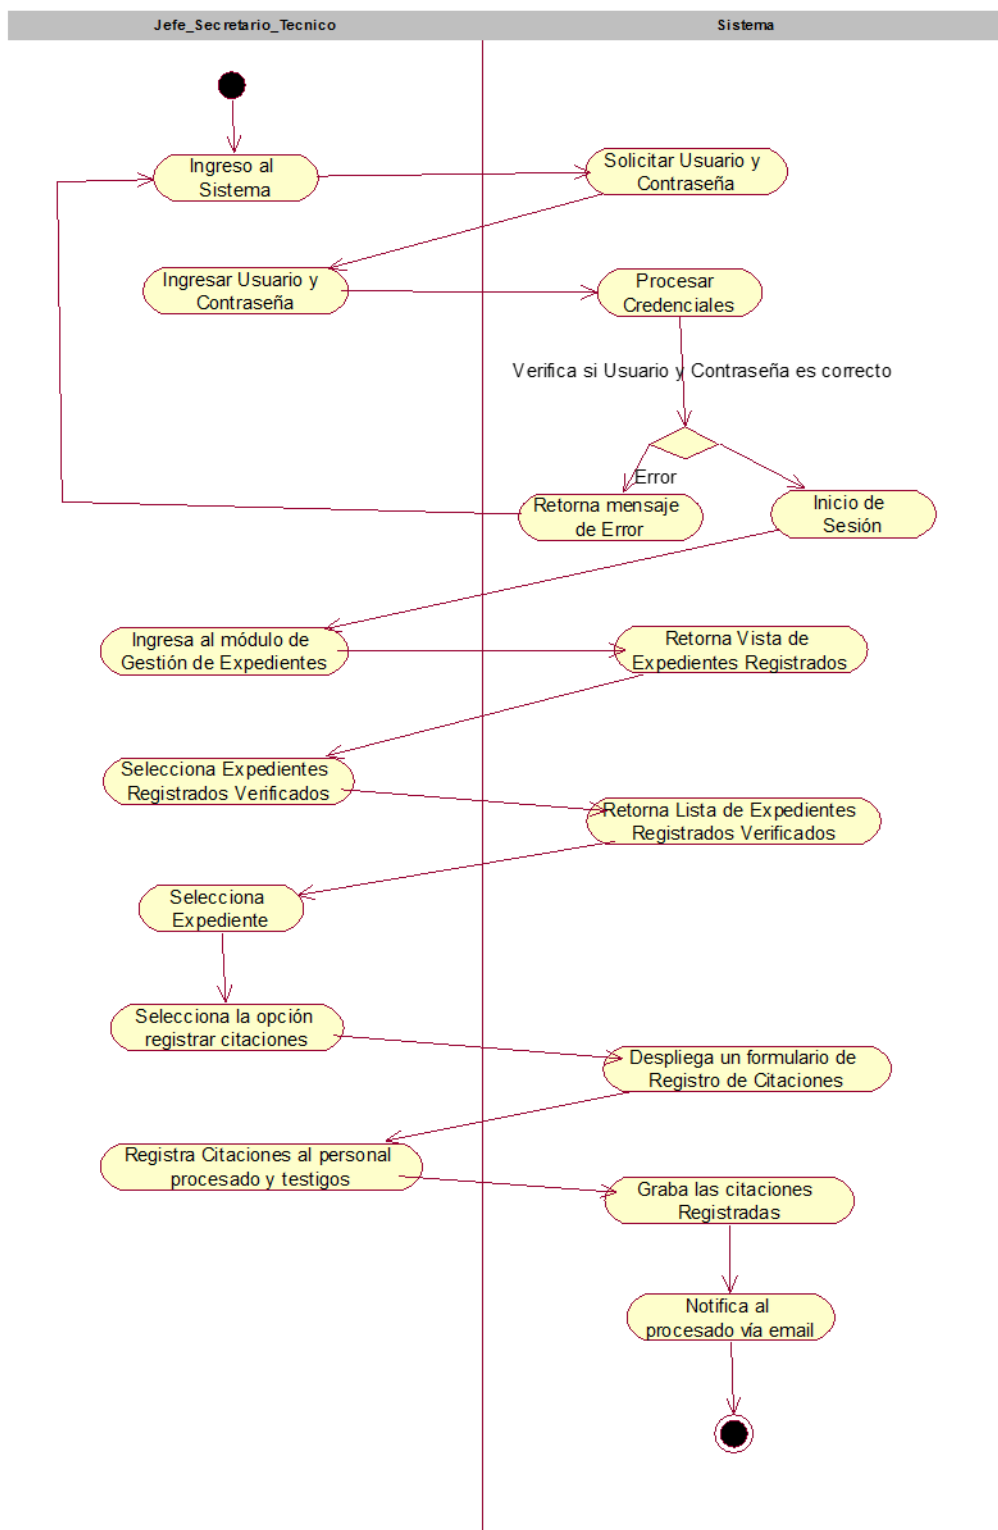 Jefe_Secretario_Tecnico
Sistema
Ingreso al
Sistema
Solicitar Usuario y
Contraseña
Ingresar Usuario y
Contraseña
Procesar
Credenciales
Verifica si Usuario y Contraseña es correcto
Error
Retorna mensaje
de Error
Inicio de
Sesión
Ingresa al módulo de
Gestión de Expedientes
Retorna Vista de
Expedientes Registrados
Selecciona Expedientes
Registrados Verificados
Retorna Lista de Expedientes
Registrados Verificados
Selecciona
Expediente
Selecciona la opción
registrar citaciones
Despliega un formulario de
Registro de Citaciones
Registra Citaciones al personal
procesado y testigos
Graba las citaciones
Registradas
Notifica al
procesado vía email